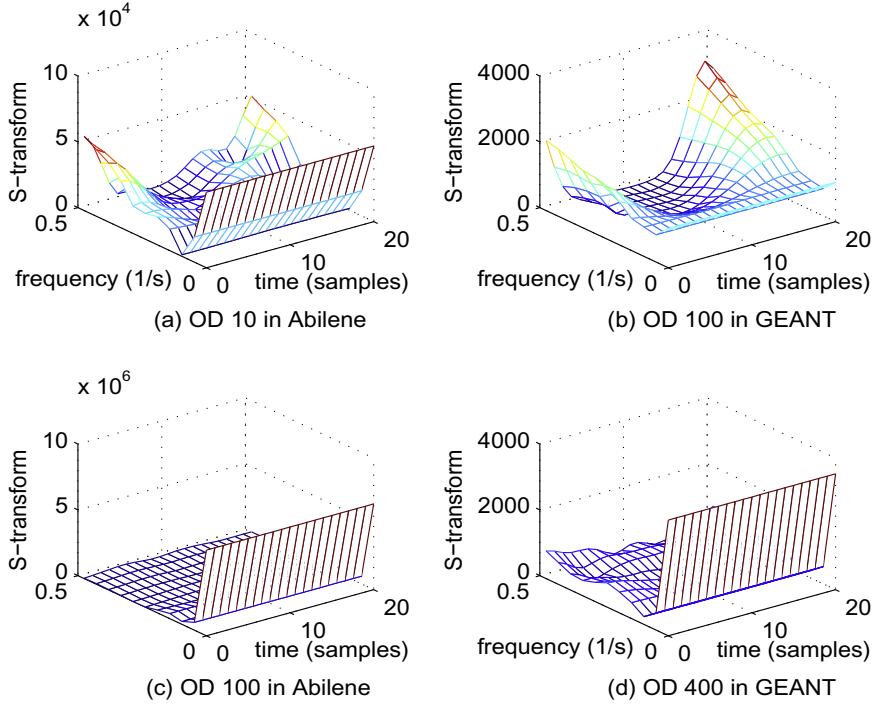 x 10^4
10
5
0
S−transform
0.5
frequency (1/s)
0
0
10
20
time (samples)
(a) OD 10 in Abilene
4000
2000
0
S−transform
0.5
frequency (1/s)
0
0
10
20
time (samples)
(b) OD 100 in GEANT
x 10^6
10
5
0
S−transform
0.5
frequency (1/s)
0
0
10
20
time (samples)
(c) OD 100 in Abilene
4000
2000
0
S−transform
0.5
frequency (1/s)
0
0
10
20
time (samples)
(d) OD 400 in GEANT